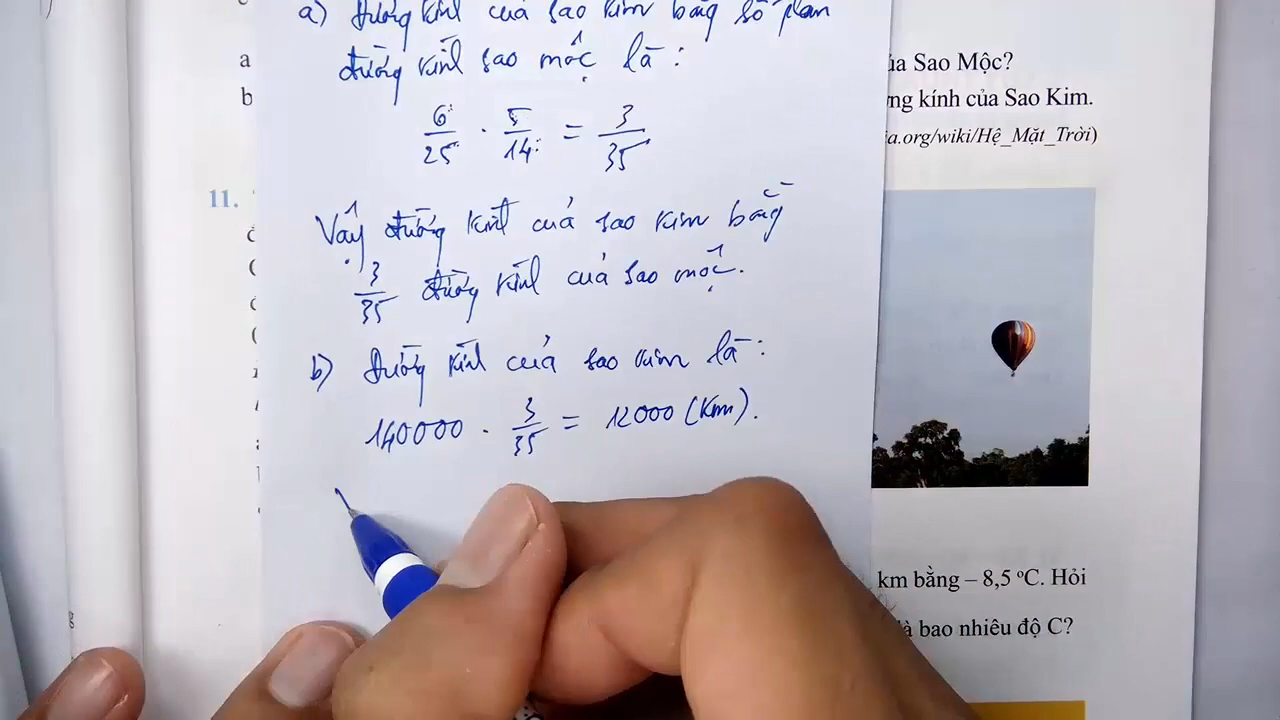 a) Đường kính của sao kim bằng số phần
đường kính sao mộc là:
6/25 . 5/14 = 3/35
Vậy đường kính của sao kim bằng
3/35 đường kính của sao mộc.
b) Đường kính của sao kim là:
140000 . 3/35 = 12000 (km).
a
b
ủa Sao Mộc?
ng kính của Sao Kim.
ia.org/wiki/Hệ_Mặt_Trời)
11.
km bằng – 8,5 °C. Hỏi
à bao nhiêu độ C?